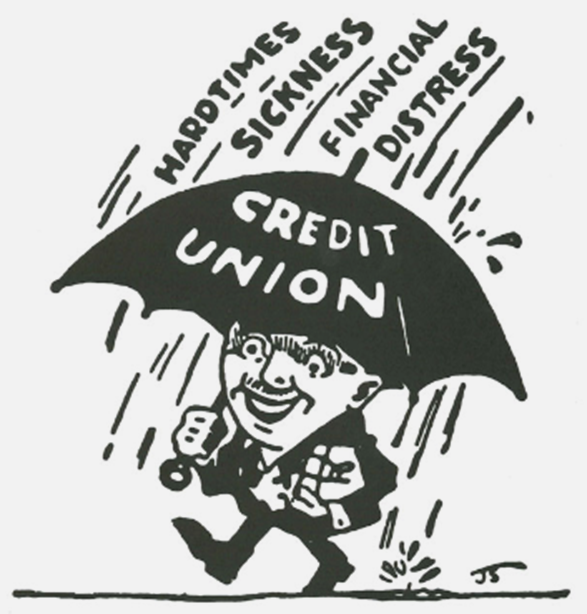 HARDTIMES
SICKNESS
FINANCIAL
DISTRESS
CREDIT
UNION
JS